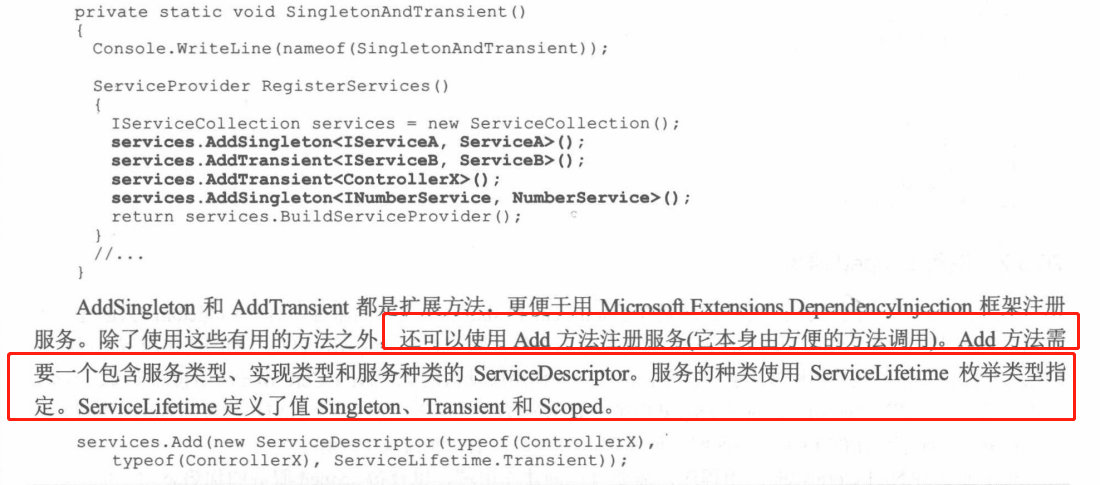 private static void SingletonAndTransient()
{
Console.WriteLine(nameof(SingletonAndTransient));
ServiceProvider RegisterServices()
{
IServiceCollection services = new ServiceCollection();
services.AddSingleton<IServiceA, ServiceA>();
services.AddTransient<IServiceB, ServiceB>();
services.AddTransient<ControllerX>();
services.AddSingleton<INumberService, NumberService>();
return services.BuildServiceProvider();
}
//...
}
AddSingleton 和 AddTransient 都是扩展方法，更便于用 Microsoft.Extensions.DependencyInjection 框架注册
服务。除了使用这些有用的方法之外，还可以使用 Add 方法注册服务(它本身由方便的方法调用)。Add 方法需
要一个包含服务类型、实现类型和服务种类的 ServiceDescriptor。服务的种类使用 ServiceLifetime 枚举类型指
定。ServiceLifetime 定义了值 Singleton、Transient 和 Scoped。
services.Add(new ServiceDescriptor(typeof(ControllerX),
typeof(ControllerX), ServiceLifetime.Transient));